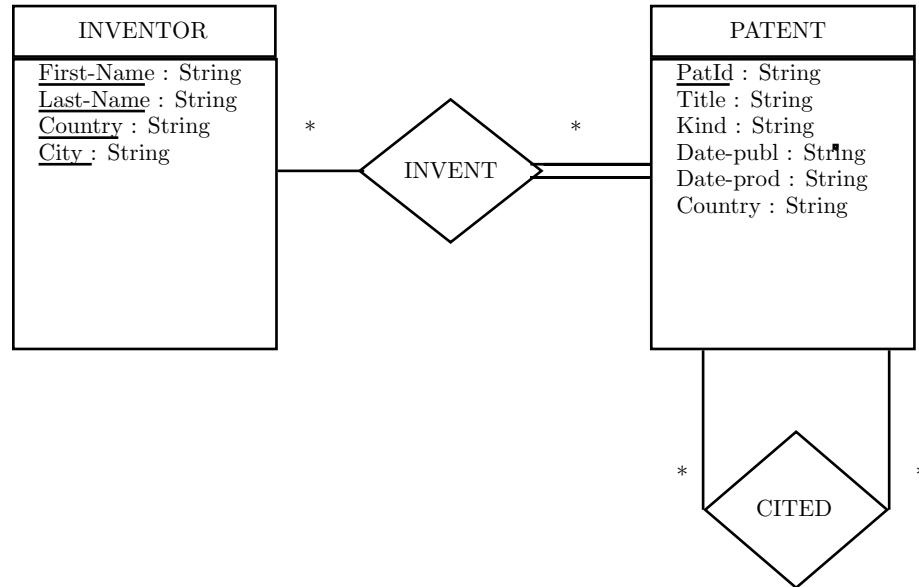 INVENTOR
First-Name : String
Last-Name : String
Country : String
City : String
*
INVENT
*
PATENT
PatId : String
Title : String
Kind : String
Date-publ : String
Date-prod : String
Country : String
*
CITED
*